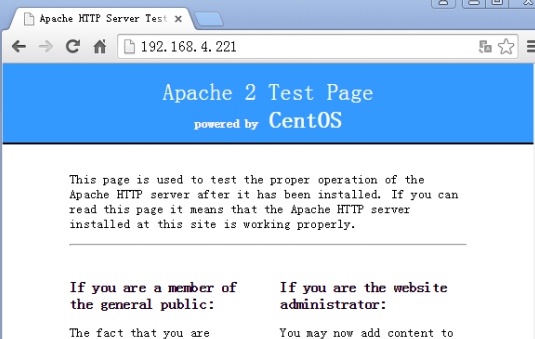 Apache HTTP Server Test
192.168.4.221
Apache 2 Test Page
powered by CentOS
This page is used to test the proper operation of the
Apache HTTP server after it has been installed. If you can
read this page it means that the Apache HTTP server
installed at this site is working properly.
If you are a member of
the general public:
The fact that you are
If you are the website
administrator:
You may now add content to